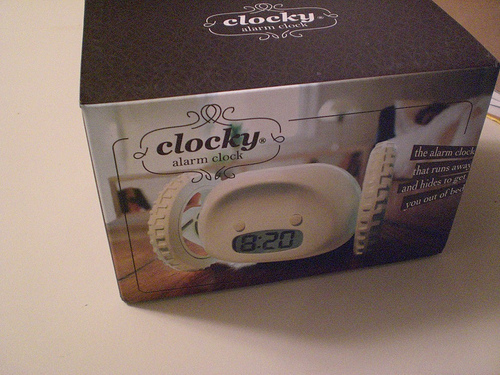 clocky®
alarm clock
clocky®
alarm clock
the alarm clock
that runs away
and hides to get
you out of bed
8:20